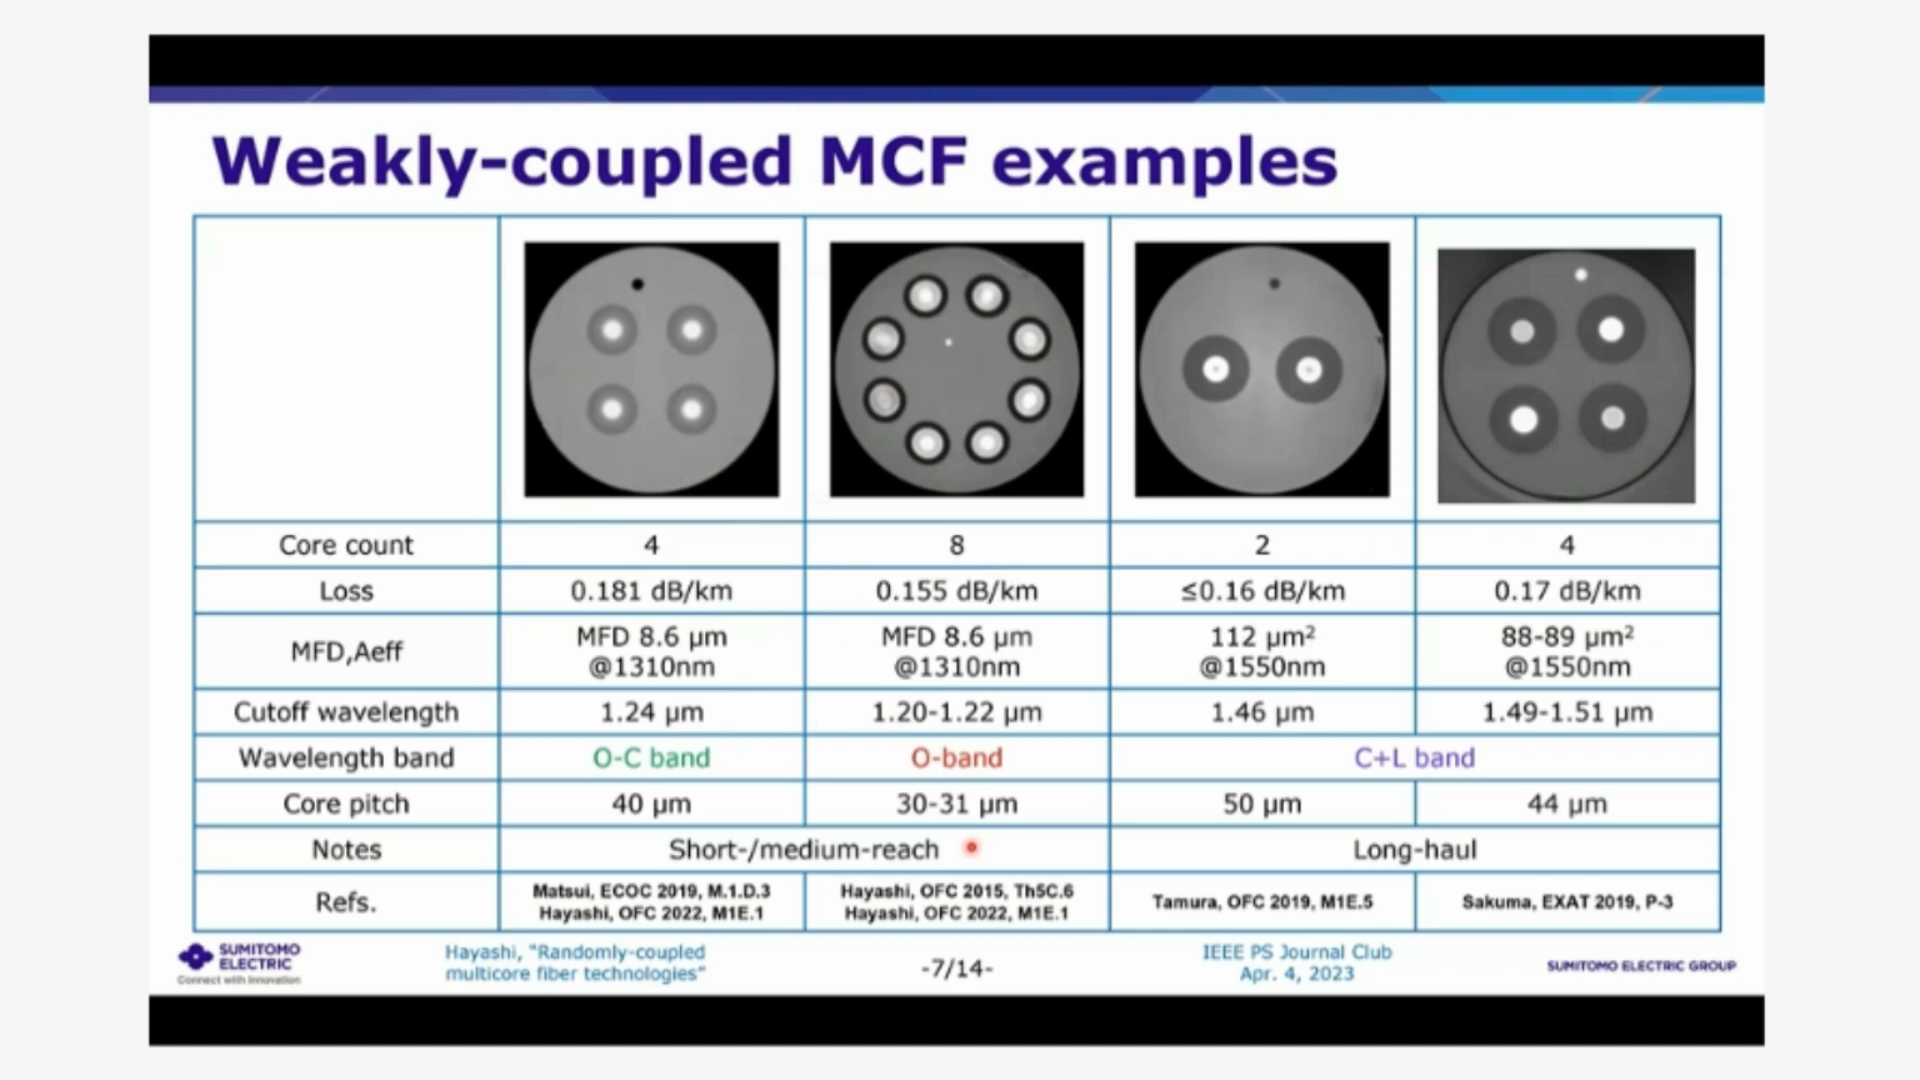 Weakly-coupled MCF examples
Core count 4 8 2 4
Loss 0.181 dB/km 0.155 dB/km ≤0.16 dB/km 0.17 dB/km
MFD,Aeff MFD 8.6 μm @1310nm MFD 8.6 μm @1310nm 112 μm² @1550nm 88-89 μm² @1550nm
Cutoff wavelength 1.24 μm 1.20-1.22 μm 1.46 μm 1.49-1.51 μm
Wavelength band O-C band O-band C+L band
Core pitch 40 μm 30-31 μm 50 μm 44 μm
Notes Short-/medium-reach Long-haul
Refs. Matsui, ECOC 2019, M.1.D.3 Hayashi, OFC 2022, M1E.1 Hayashi, OFC 2015, Th5C.6 Hayashi, OFC 2022, M1E.1 Tamura, OFC 2019, M1E.5 Sakuma, EXAT 2019, P-3
SUMITOMO
ELECTRIC
Connect with Innovation
Hayashi, "Randomly-coupled
multicore fiber technologies"
-7/14-
IEEE PS Journal Club
Apr. 4, 2023
SUMITOMO ELECTRIC GROUP